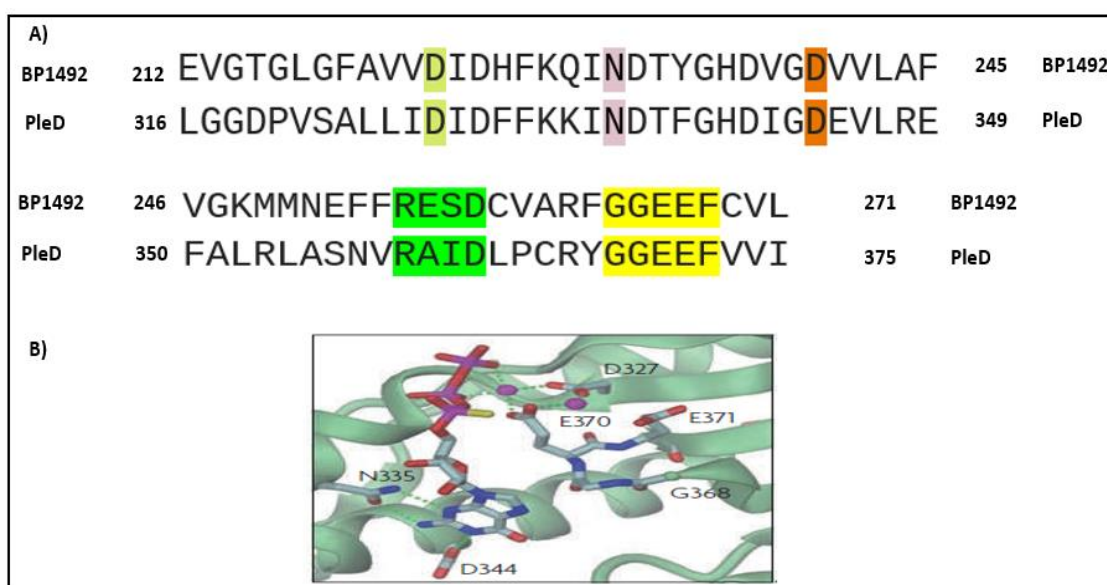 A)
BP1492 212 EVGTGLGFAVVDIDHFKQINDTYGHDVGDVVLAF 245 BP1492
PleD 316 LGGDPVSALLIDIDFFKKINDTFGHDIGDEVLRE 349 PleD
BP1492 246 VGKMMNEFFRESDCVARFGGEEFCVL 271 BP1492
PleD 350 FALRLASNVRAIDLPCRYGGEEFVVI 375 PleD
B)
D327
E370 E371
N335
G368
D344